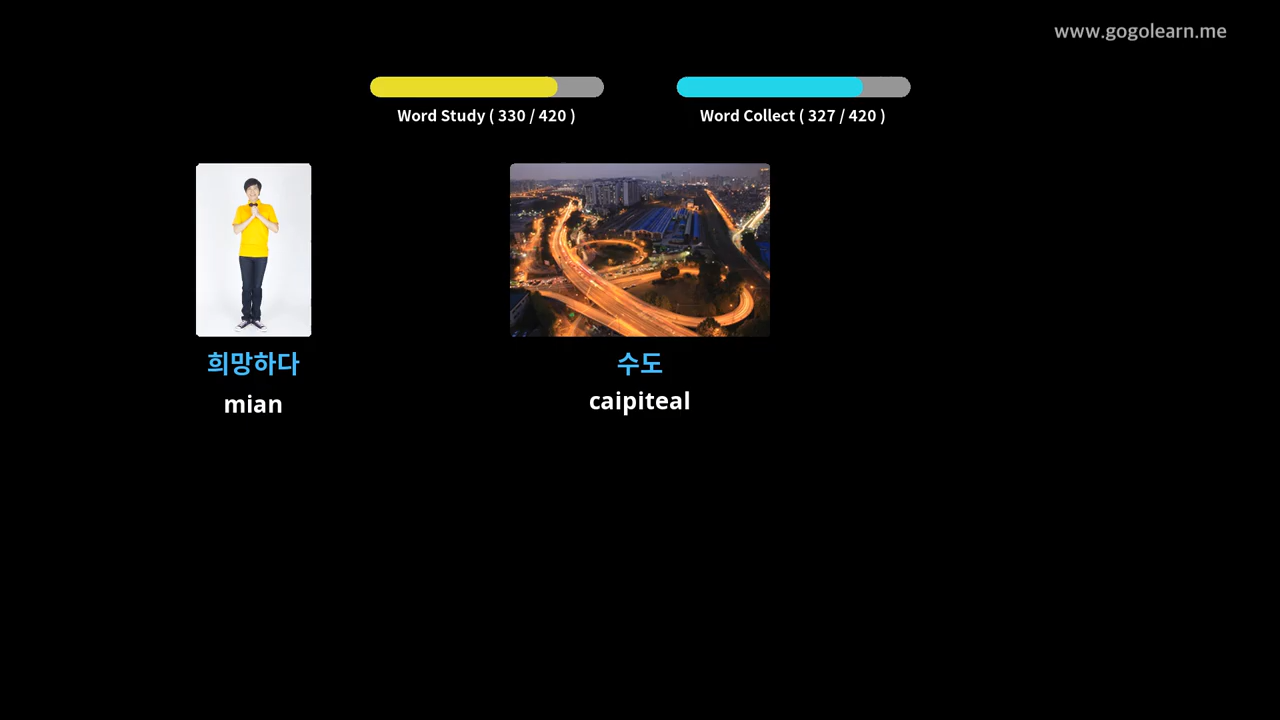 www.gogolearn.me
Word Study ( 330 / 420 )
Word Collect ( 327 / 420 )
희망하다
mian
수도
caipiteal